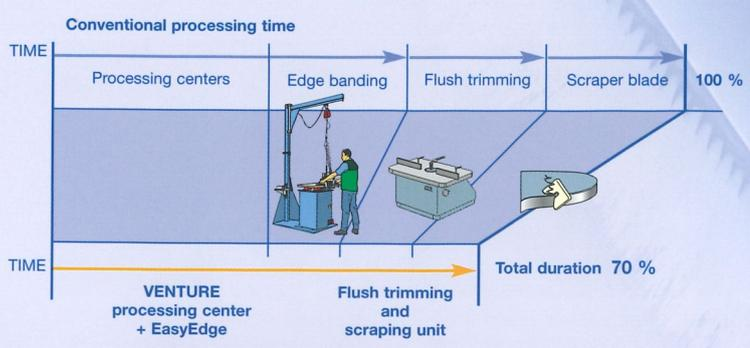 Conventional processing time
TIME
Processing centers
Edge banding
Flush trimming
Scraper blade
100 %
TIME
Total duration 70 %
VENTURE
processing center
+ EasyEdge
Flush trimming
and
scraping unit